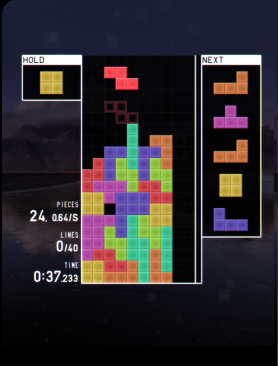 HOLD
NEXT
PIECES
24, 0.64/S
LINES
0/40
TIME
0:37.233